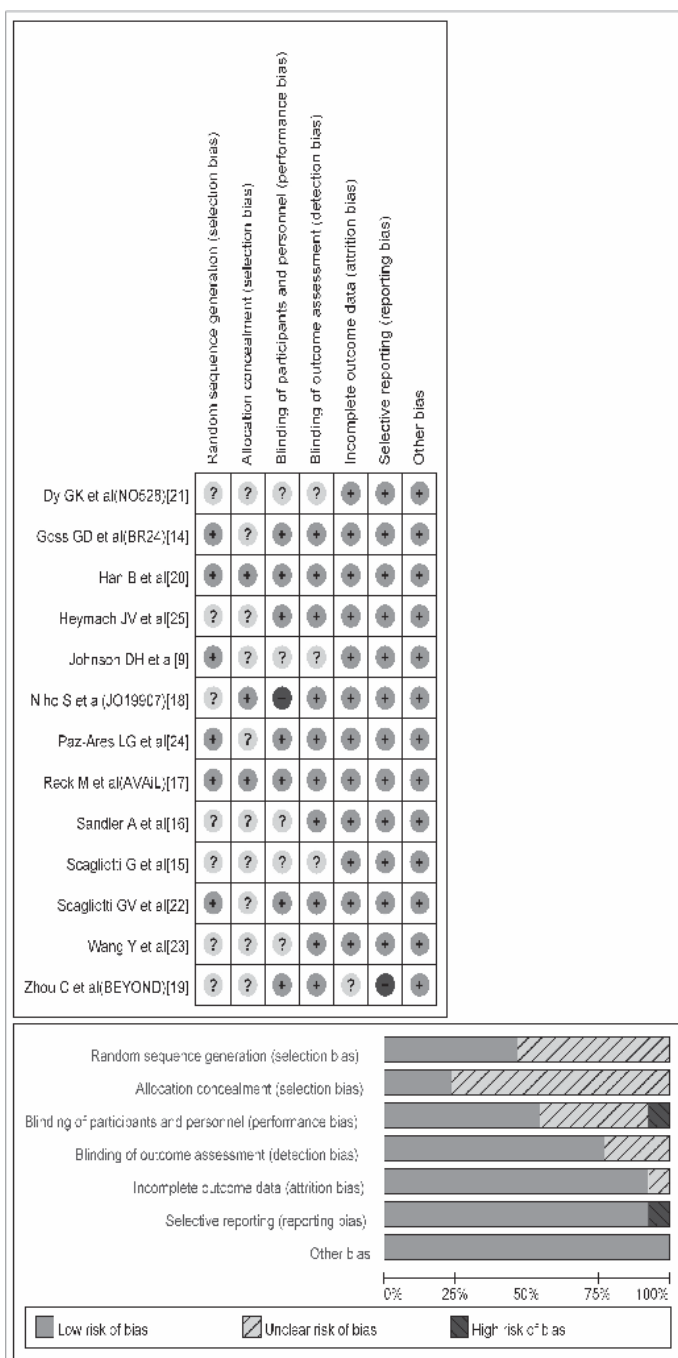 Random sequence generation (selection bias)
Allocation concealment (selection bias)
Blinding of participants and personnel (performance bias)
Blinding of outcome assessment (detection bias)
Incomplete outcome data (attrition bias)
Selective reporting (reporting bias)
Other bias
Dy GK et al(NO528)[21] ? ? ? ? + + +
Goss GD et al(BR24)[14] + ? + + + + +
Han B et al[20] + + + + + + +
Heymach JV et al[25] ? ? + + + + +
Johnson DH et a [9] + ? ? ? + + +
Niho S et a (JO19907)[18] ? + − + + + +
Paz-Ares LG et al[24] + ? + + + + +
Reck M et al(AVAiL)[17] + + + + + + +
Sandler A et al[16] ? ? ? + + + +
Scagliotti G et al[15] ? ? ? ? + + +
Scagliotti GV et al[22] + ? + + + + +
Wang Y et al[23] ? ? ? + + + +
Zhou C et al(BEYOND)[19] ? ? + + ? − +
Random sequence generation (selection bias)
Allocation concealment (selection bias)
Blinding of participants and personnel (performance bias)
Blinding of outcome assessment (detection bias)
Incomplete outcome data (attrition bias)
Selective reporting (reporting bias)
Other bias
0% 25% 50% 75% 100%
Low risk of bias Unclear risk of bias High risk of bias